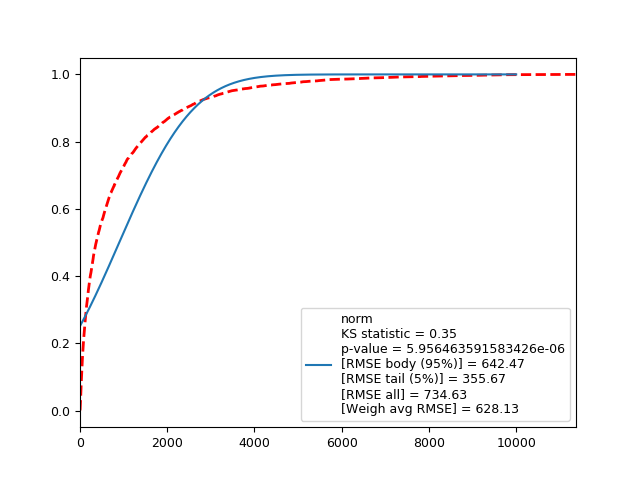 1.0
0.8
0.6
0.4
0.2
0.0
norm
KS statistic = 0.35
p-value = 5.956463591583426e-06
[RMSE body (95%)] = 642.47
[RMSE tail (5%)] = 355.67
[RMSE all] = 734.63
[Weigh avg RMSE] = 628.13
0 2000 4000 6000 8000 10000